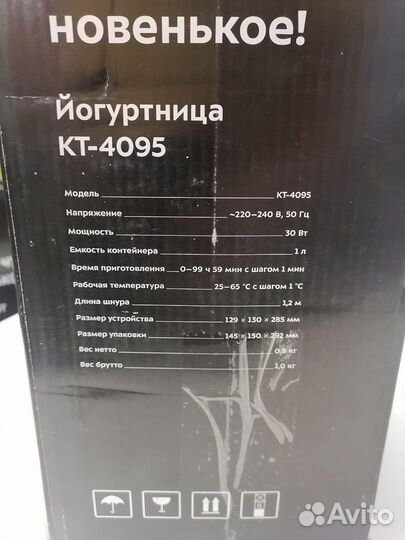 новенькое!
Йогуртница
КТ-4095
Модель КТ-4095
Напряжение ~220–240 В, 50 Гц
Мощность 30 Вт
Емкость контейнера 1 л
Время приготовления 0–99 ч 59 мин с шагом 1 мин
Рабочая температура 25–65 °С с шагом 1 °С
Длина шнура 1,2 м
Размер устройства 129 × 130 × 285 мм
Размер упаковки 145 × 150 × 292 мм
Вес нетто 0,8 кг
Вес брутто 1,0 кг
Avito